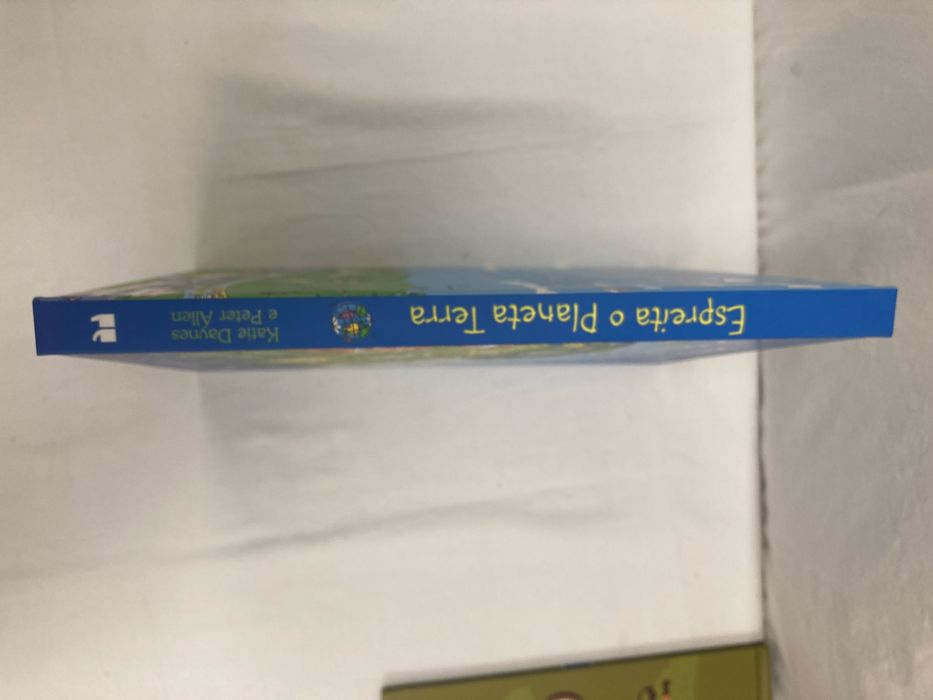 Espreita o Planeta Terra
Katie Daynes
e Peter Allen